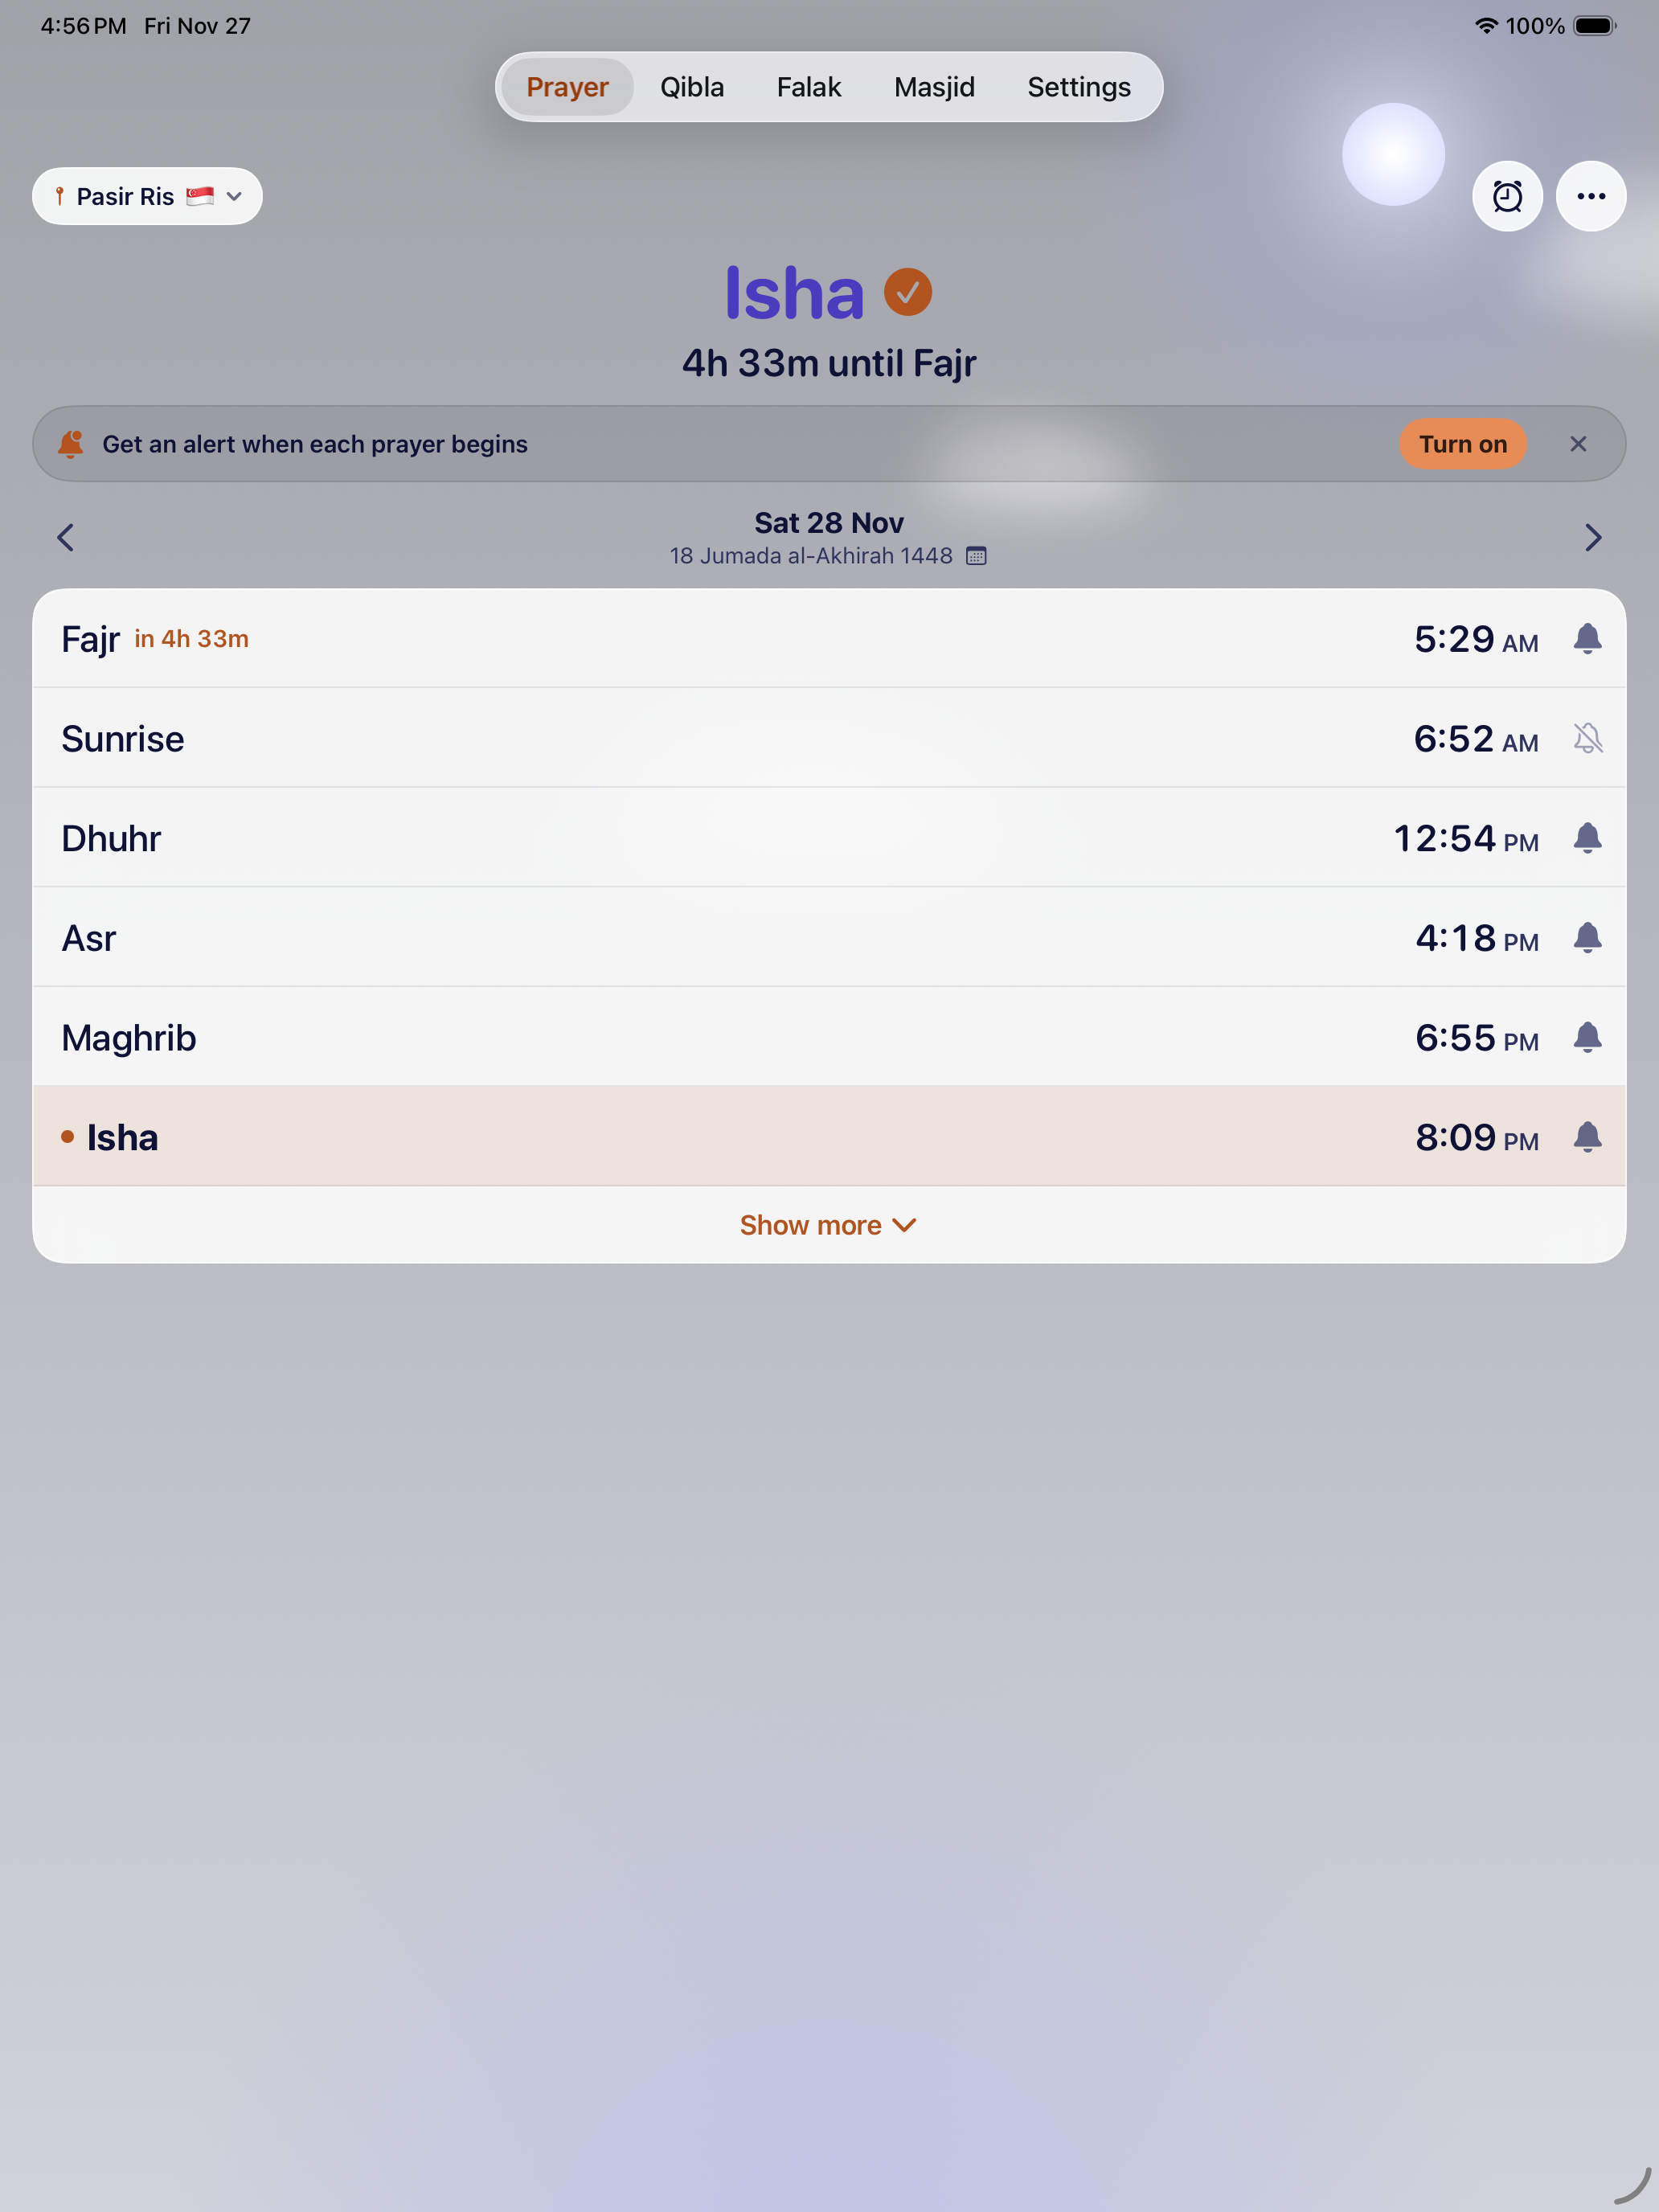 4:56 PM Fri Nov 27 100%
Prayer Qibla Falak Masjid Settings
Pasir Ris
Isha
4h 33m until Fajr
Get an alert when each prayer begins Turn on
Sat 28 Nov
18 Jumada al-Akhirah 1448
Fajr in 4h 33m 5:29 AM
Sunrise 6:52 AM
Dhuhr 12:54 PM
Asr 4:18 PM
Maghrib 6:55 PM
Isha 8:09 PM
Show more